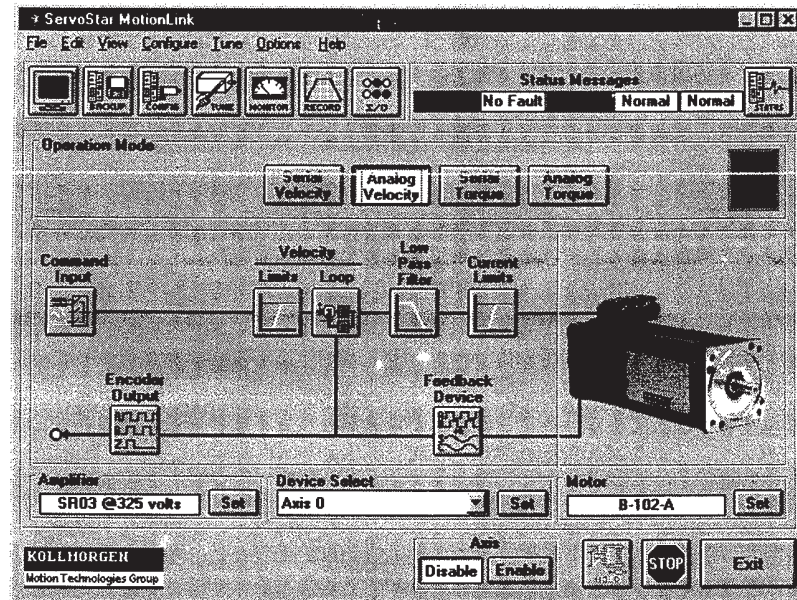 ServoStar MotionLink
File Edit View Configure Tune Options Help
BACKUP CONFIG TUNE MONITOR RECORD I/O
Status Messages
No Fault Normal Normal
STATUS
Operation Mode
Serial Velocity
Analog Velocity
Serial Torque
Analog Torque
Command Input
Velocity
Limits Loop
Low Pass Filter
Current Limits
Encoder Output
Feedback Device
Amplifier
SR03 @325 volts Set
Device Select
Axis 0 Set
Motor
B-102-A Set
KOLLMORGEN
Motion Technologies Group
Axis
Disable Enable
STOP
Exit